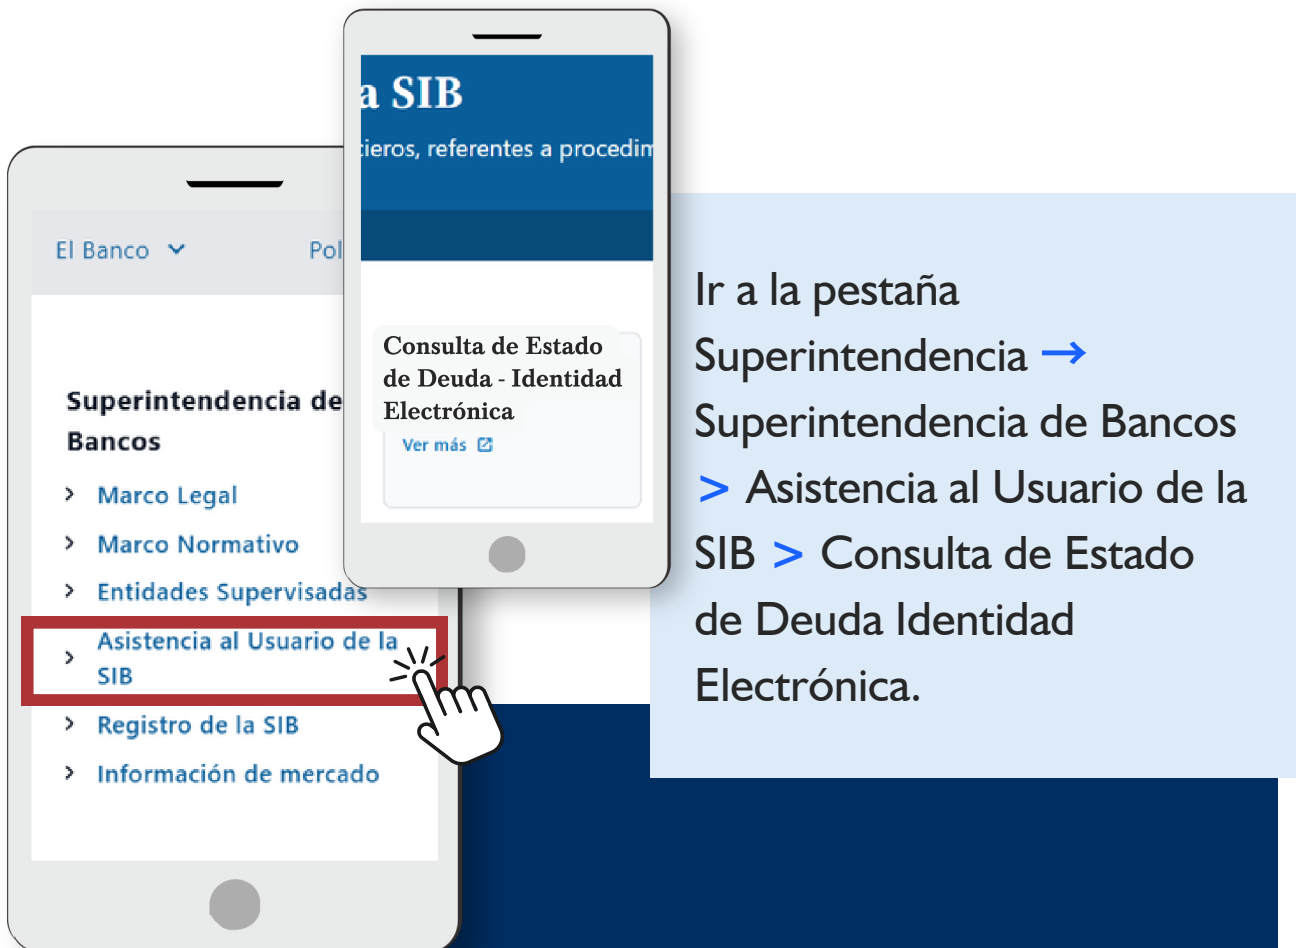 a SIB
cieros, referentes a procedim
Consulta de Estado
de Deuda - Identidad
Electrónica
Ver más
El Banco
Pol
Superintendencia de
Bancos
Marco Legal
Marco Normativo
Entidades Supervisadas
Asistencia al Usuario de la
SIB
Registro de la SIB
Información de mercado
Ir a la pestaña
Superintendencia →
Superintendencia de Bancos
> Asistencia al Usuario de la
SIB > Consulta de Estado
de Deuda Identidad
Electrónica.